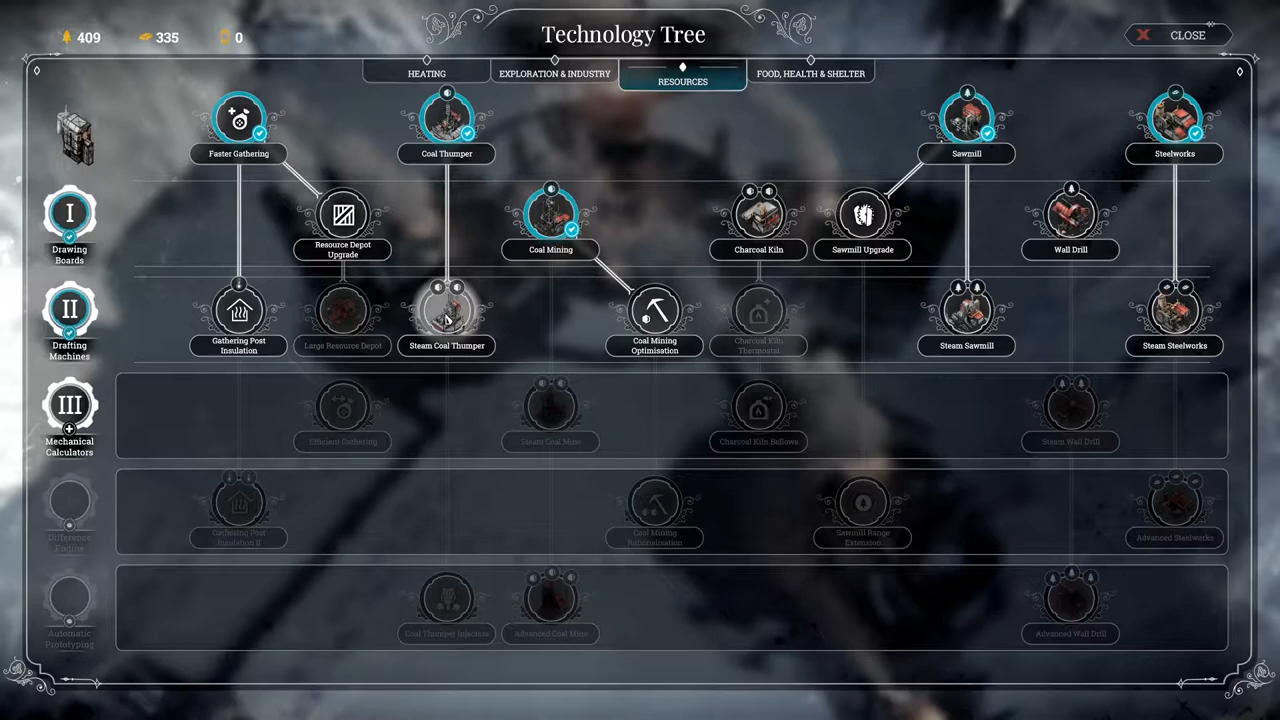 409 335 0
Technology Tree
CLOSE
HEATING
EXPLORATION & INDUSTRY
RESOURCES
FOOD, HEALTH & SHELTER
Faster Gathering
Coal Thumper
Sawmill
Steelworks
I
Drawing
Boards
Resource Depot
Upgrade
Coal Mining
Charcoal Kiln
Sawmill Upgrade
Wall Drill
II
Drafting
Machines
Gathering Post
Insulation
Large Resource Depot
Steam Coal Thumper
Coal Mining
Optimisation
Charcoal Kiln
Thermostat
Steam Sawmill
Steam Steelworks
III
Mechanical
Calculators
Efficient Gathering
Steam Coal Mine
Charcoal Kiln Bellows
Steam Wall Drill
Difference
Engine
Gathering Post
Insulation II
Coal Mining
Rationalisation
Sawmill Range
Extension
Advanced Steelworks
Automatic
Prototyping
Coal Thumper Injectors
Advanced Coal Mine
Advanced Wall Drill